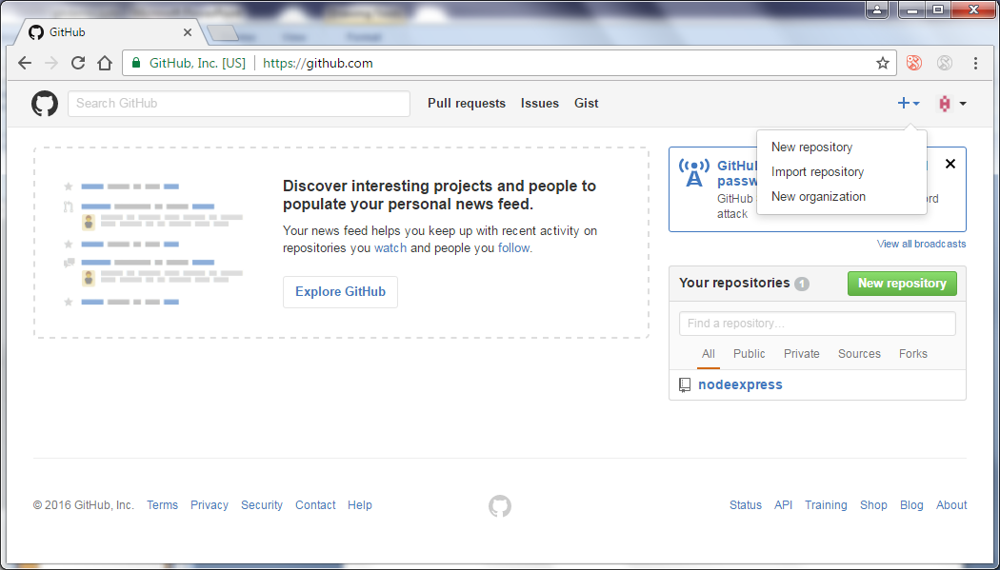 GitHub
GitHub, Inc. [US] https://github.com
Search GitHub
Pull requests Issues Gist
New repository
Import repository
New organization
Discover interesting projects and people to
populate your personal news feed.
Your news feed helps you keep up with recent activity on
repositories you watch and people you follow.
Explore GitHub
GitHub
passw
GitHub
attack
View all broadcasts
Your repositories 1
New repository
Find a repository…
All Public Private Sources Forks
nodeexpress
© 2016 GitHub, Inc. Terms Privacy Security Contact Help
Status API Training Shop Blog About